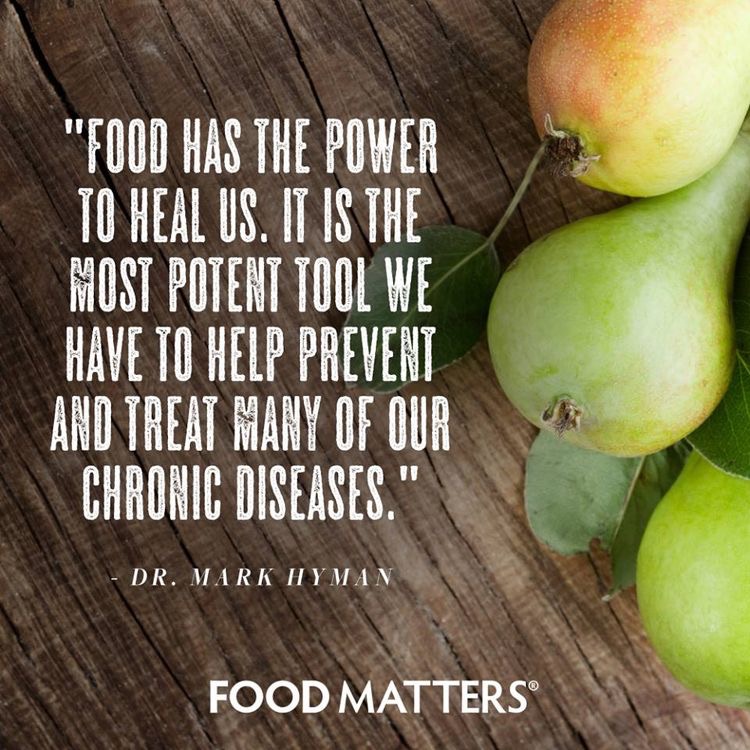 "FOOD HAS THE POWER
TO HEAL US. IT IS THE
MOST POTENT TOOL WE
HAVE TO HELP PREVENT
AND TREAT MANY OF OUR
CHRONIC DISEASES."
- DR. MARK HYMAN
FOOD MATTERS®